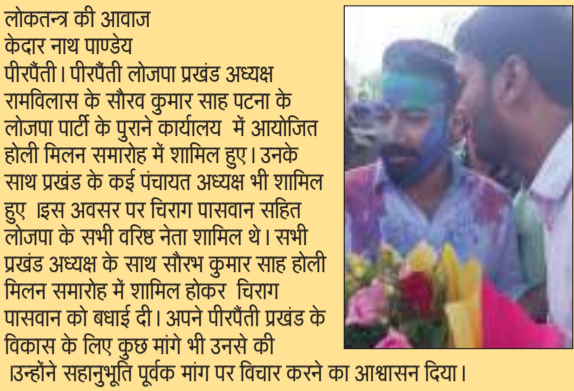 लोकतन्त्र की आवाज
केदार नाथ पाण्डेय
पीरपैंती। पीरपैंती लोजपा प्रखंड अध्यक्ष
रामविलास के सौरव कुमार साह पटना के
लोजपा पार्टी के पुराने कार्यालय में आयोजित
होली मिलन समारोह में शामिल हुए। उनके
साथ प्रखंड के कई पंचायत अध्यक्ष भी शामिल
हुए ।इस अवसर पर चिराग पासवान सहित
लोजपा के सभी वरिष्ठ नेता शामिल थे। सभी
प्रखंड अध्यक्ष के साथ सौरभ कुमार साह होली
मिलन समारोह में शामिल होकर चिराग
पासवान को बधाई दी। अपने पीरपैंती प्रखंड के
विकास के लिए कुछ मांगे भी उनसे की
।उन्होंने सहानुभूति पूर्वक मांग पर विचार करने का आश्वासन दिया।